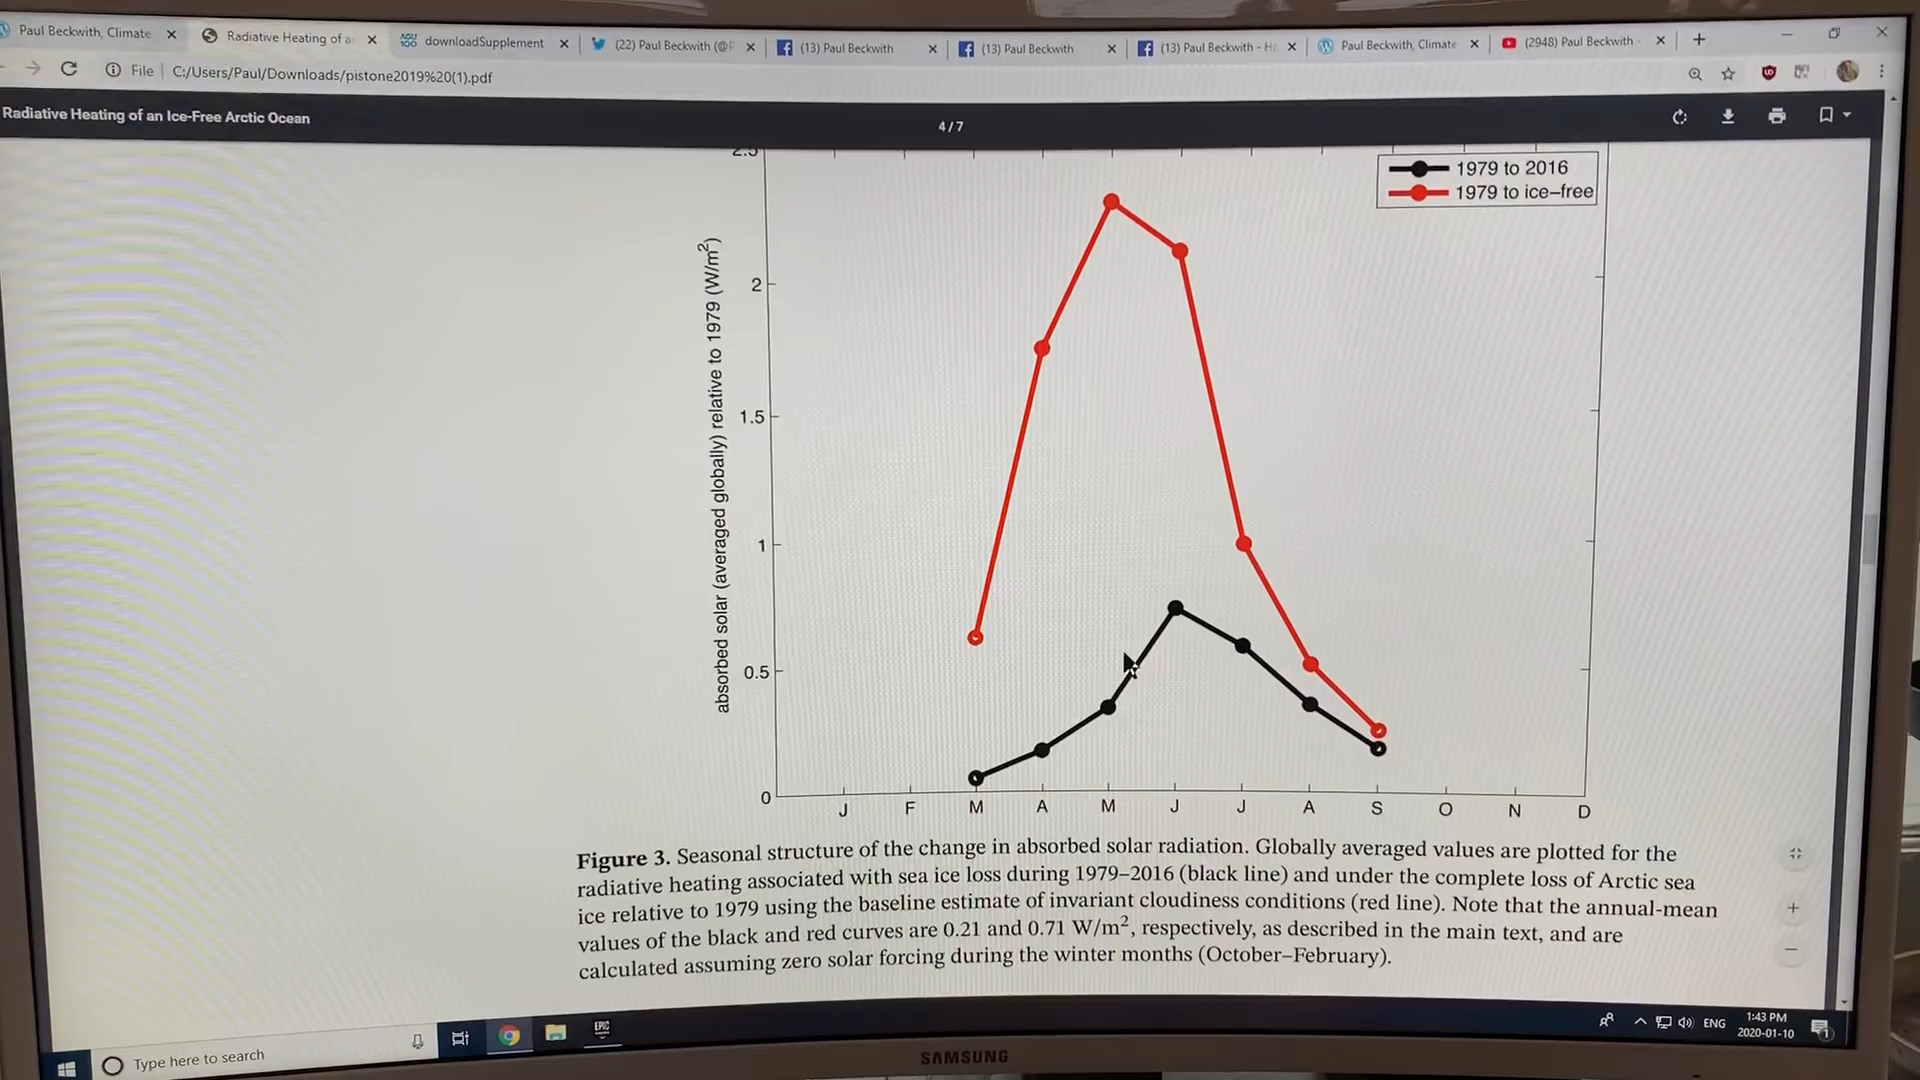 Paul Beckwith, Climate
Radiative Heating of a
downloadSupplement
(22) Paul Beckwith (@P
(13) Paul Beckwith
(13) Paul Beckwith
(13) Paul Beckwith - Ho
Paul Beckwith, Climate
(2948) Paul Beckwith -
File
C:/Users/Paul/Downloads/pistone2019%20(1).pdf
Radiative Heating of an Ice-Free Arctic Ocean
4/7
2.5
1979 to 2016
1979 to ice-free
absorbed solar (averaged globally) relative to 1979 (W/m²)
2
1.5
1
0.5
0
J F M A M J J A S O N D
Figure 3. Seasonal structure of the change in absorbed solar radiation. Globally averaged values are plotted for the
radiative heating associated with sea ice loss during 1979–2016 (black line) and under the complete loss of Arctic sea
ice relative to 1979 using the baseline estimate of invariant cloudiness conditions (red line). Note that the annual-mean
values of the black and red curves are 0.21 and 0.71 W/m², respectively, as described in the main text, and are
calculated assuming zero solar forcing during the winter months (October–February).
Type here to search
EPIC
ENG
1:43 PM
2020-01-10
1
SAMSUNG